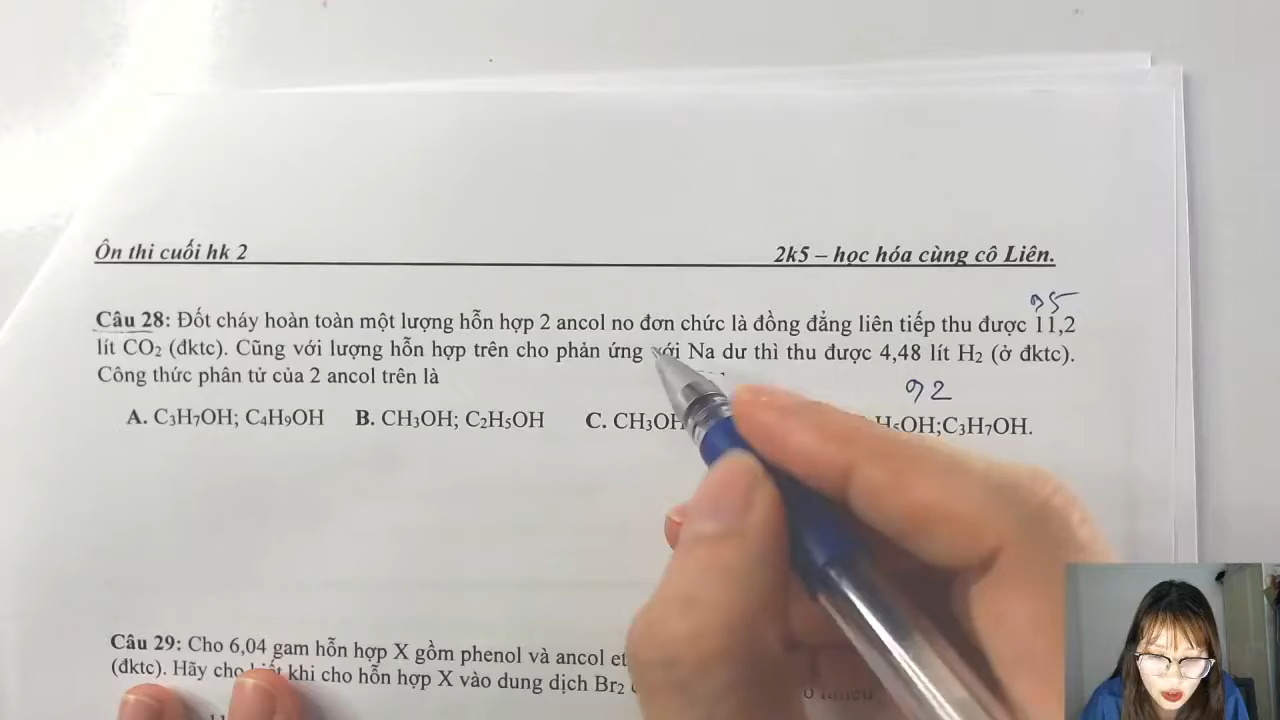 Ôn thi cuối hk 2
2k5 – học hóa cùng cô Liên.
0,5
Câu 28: Đốt cháy hoàn toàn một lượng hỗn hợp 2 ancol no đơn chức là đồng đẳng liên tiếp thu được 11,2
lít CO₂ (đktc). Cũng với lượng hỗn hợp trên cho phản ứng với Na dư thì thu được 4,48 lít H₂ (ở đktc).
Công thức phân tử của 2 ancol trên là
0,2
A. C₃H₇OH; C₄H₉OH B. CH₃OH; C₂H₅OH C. CH₃OH H₅OH;C₃H₇OH.
Câu 29: Cho 6,04 gam hỗn hợp X gồm phenol và ancol et
(đktc). Hãy cho khi cho hỗn hợp X vào dung dịch Br₂